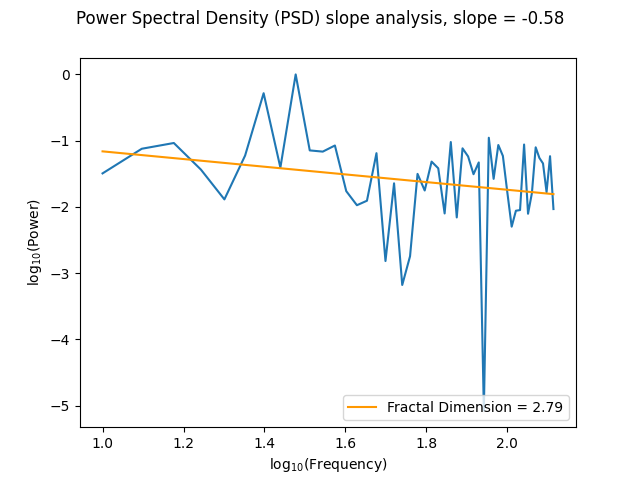 Power Spectral Density (PSD) slope analysis, slope = -0.58
0
−1
−2
−3
−4
−5
log₁₀(Power)
Fractal Dimension = 2.79
1.0 1.2 1.4 1.6 1.8 2.0
log₁₀(Frequency)